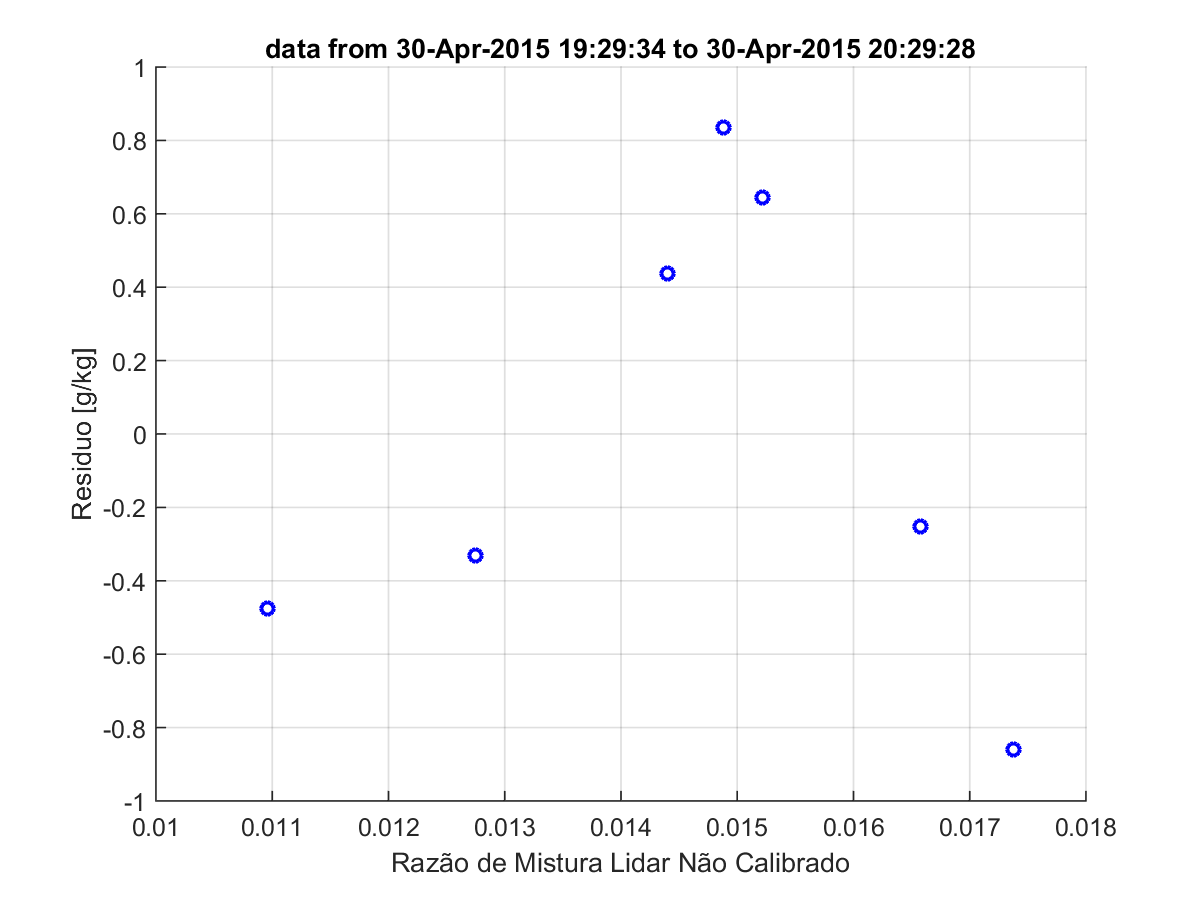 data from 30-Apr-2015 19:29:34 to 30-Apr-2015 20:29:28
1
0.8
0.6
0.4
0.2
0
-0.2
-0.4
-0.6
-0.8
-1
Residuo [g/kg]
0.01 0.011 0.012 0.013 0.014 0.015 0.016 0.017 0.018
Razão de Mistura Lidar Não Calibrado